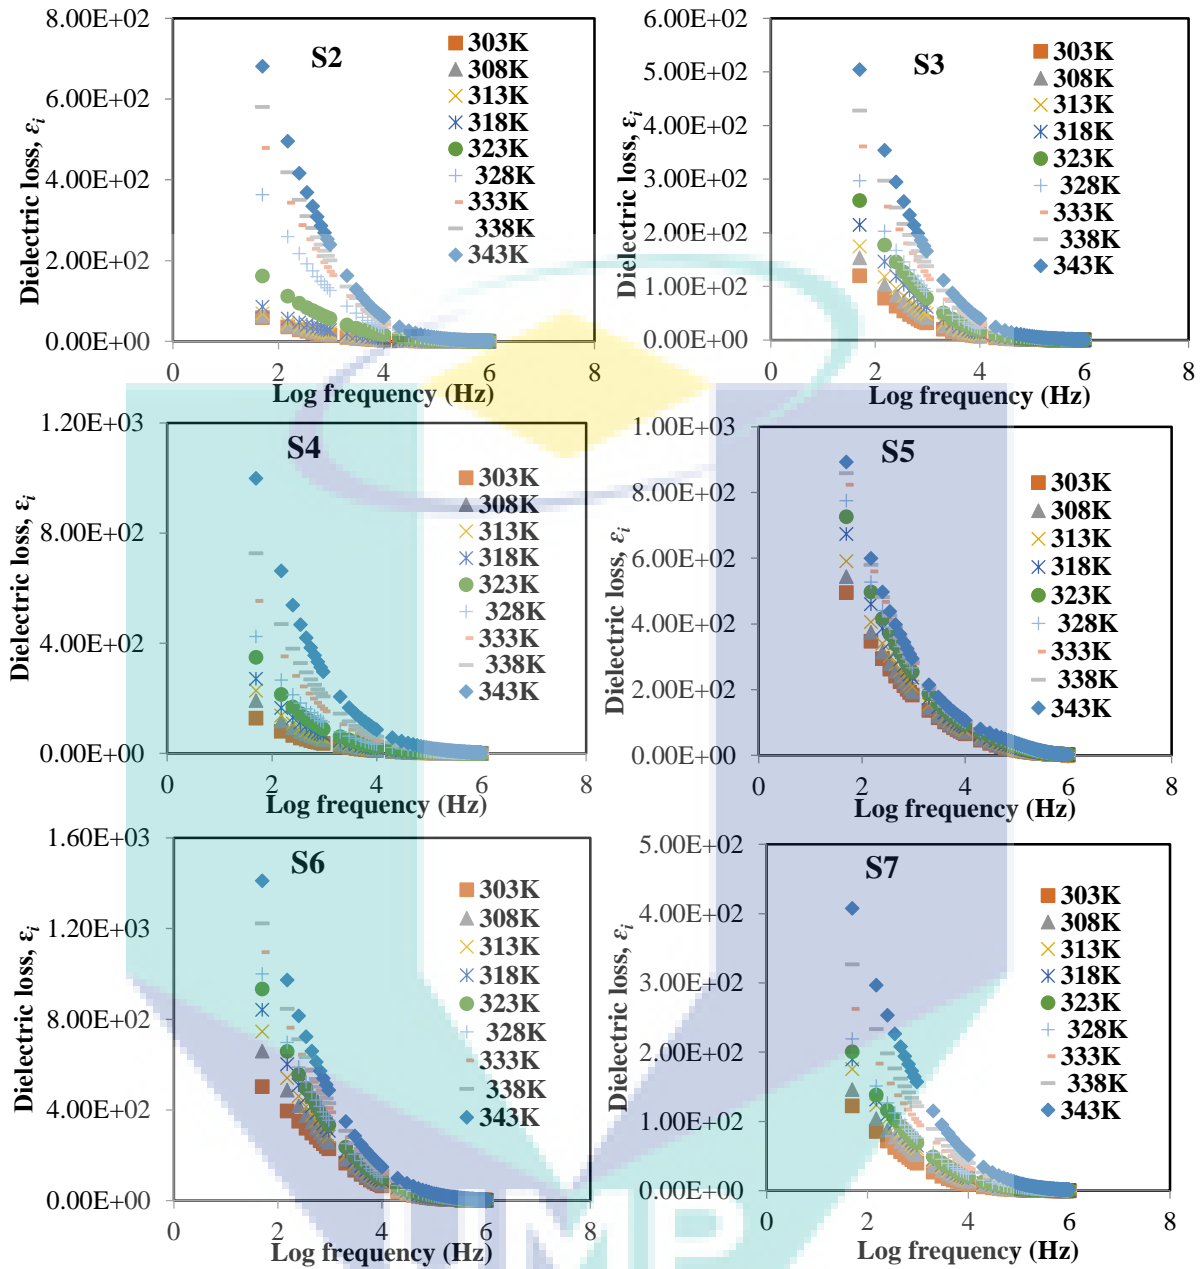 S2
8.00E+02
6.00E+02
4.00E+02
2.00E+02
0.00E+00
Dielectric loss, εi
0 2 4 6 8
Log frequency (Hz)
303K
308K
313K
318K
323K
328K
333K
338K
343K
S3
6.00E+02
5.00E+02
4.00E+02
3.00E+02
2.00E+02
1.00E+02
0.00E+00
Dielectric loss, εi
0 2 4 6 8
Log frequency (Hz)
303K
308K
313K
318K
323K
328K
333K
338K
343K
S4
1.20E+03
8.00E+02
4.00E+02
0.00E+00
Dielectric loss, εi
0 2 4 6 8
Log frequency (Hz)
303K
308K
313K
318K
323K
328K
333K
338K
343K
S5
1.00E+03
8.00E+02
6.00E+02
4.00E+02
2.00E+02
0.00E+00
Dielectric loss, εi
0 2 4 6 8
Log frequency (Hz)
303K
308K
313K
318K
323K
328K
333K
338K
343K
S6
1.60E+03
1.20E+03
8.00E+02
4.00E+02
0.00E+00
Dielectric loss, εi
0 2 4 6 8
Log frequency (Hz)
303K
308K
313K
318K
323K
328K
333K
338K
343K
S7
5.00E+02
4.00E+02
3.00E+02
2.00E+02
1.00E+02
0.00E+00
Dielectric loss, εi
0 2 4 6 8
Log frequency (Hz)
303K
308K
313K
318K
323K
328K
333K
338K
343K